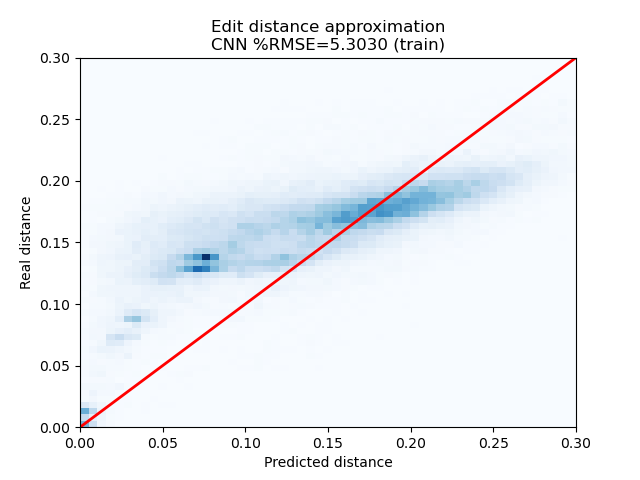 Edit distance approximation
CNN %RMSE=5.3030 (train)
0.30
0.25
0.20
0.15
0.10
0.05
0.00
Real distance
0.00 0.05 0.10 0.15 0.20 0.25 0.30
Predicted distance